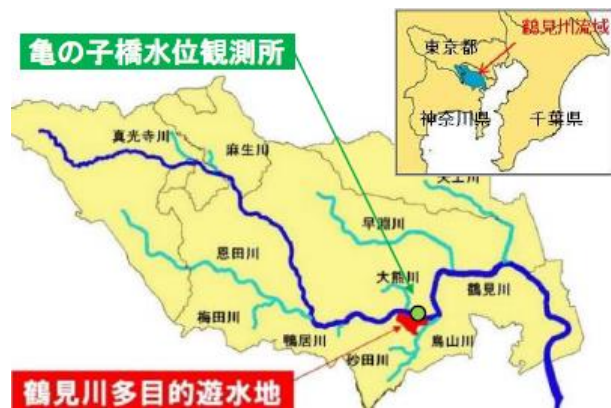 亀の子橋水位観測所
鶴見川流域
東京都
神奈川県
千葉県
真光寺川
麻生川
早淵川
恩田川
大熊川
鶴見川
梅田川
鴨居川
鳥山川
砂田川
鶴見川多目的遊水地